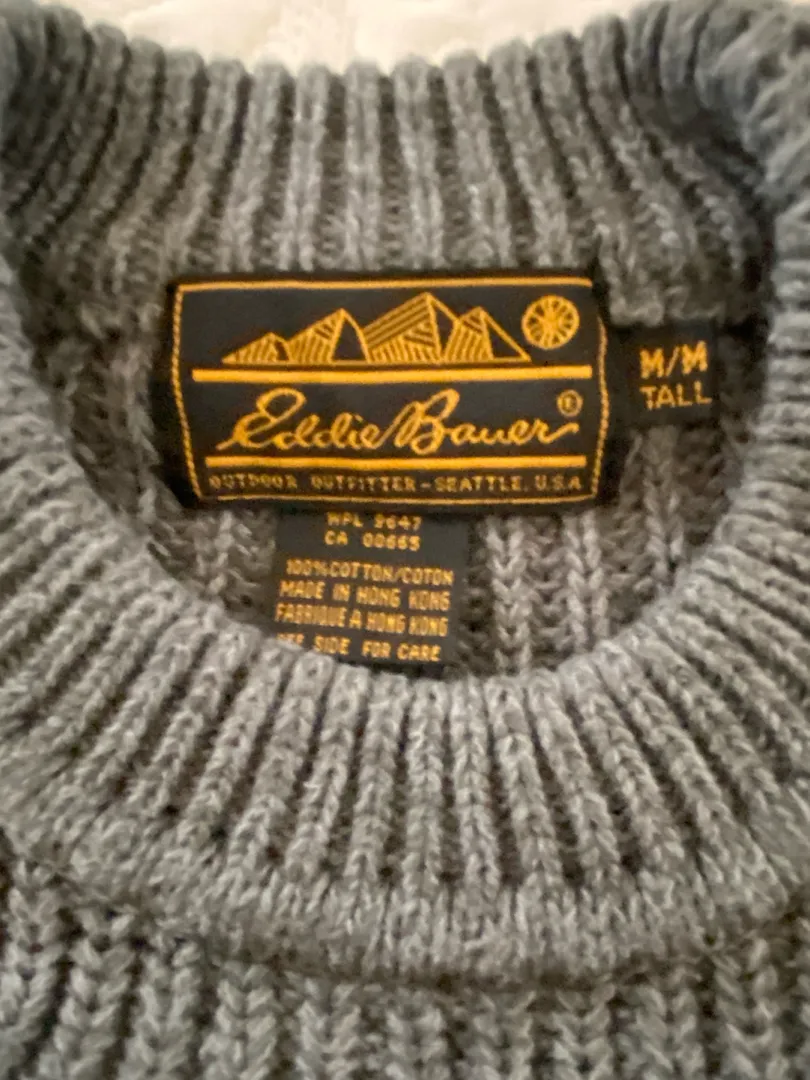 Eddie Bauer®
OUTDOOR OUTFITTER-SEATTLE, U.S.A
M/M
TALL
WPL 9647
CA 00665
100% COTTON/COTON
MADE IN HONG KONG
FABRIQUE A HONG KONG
SEE SIDE FOR CARE